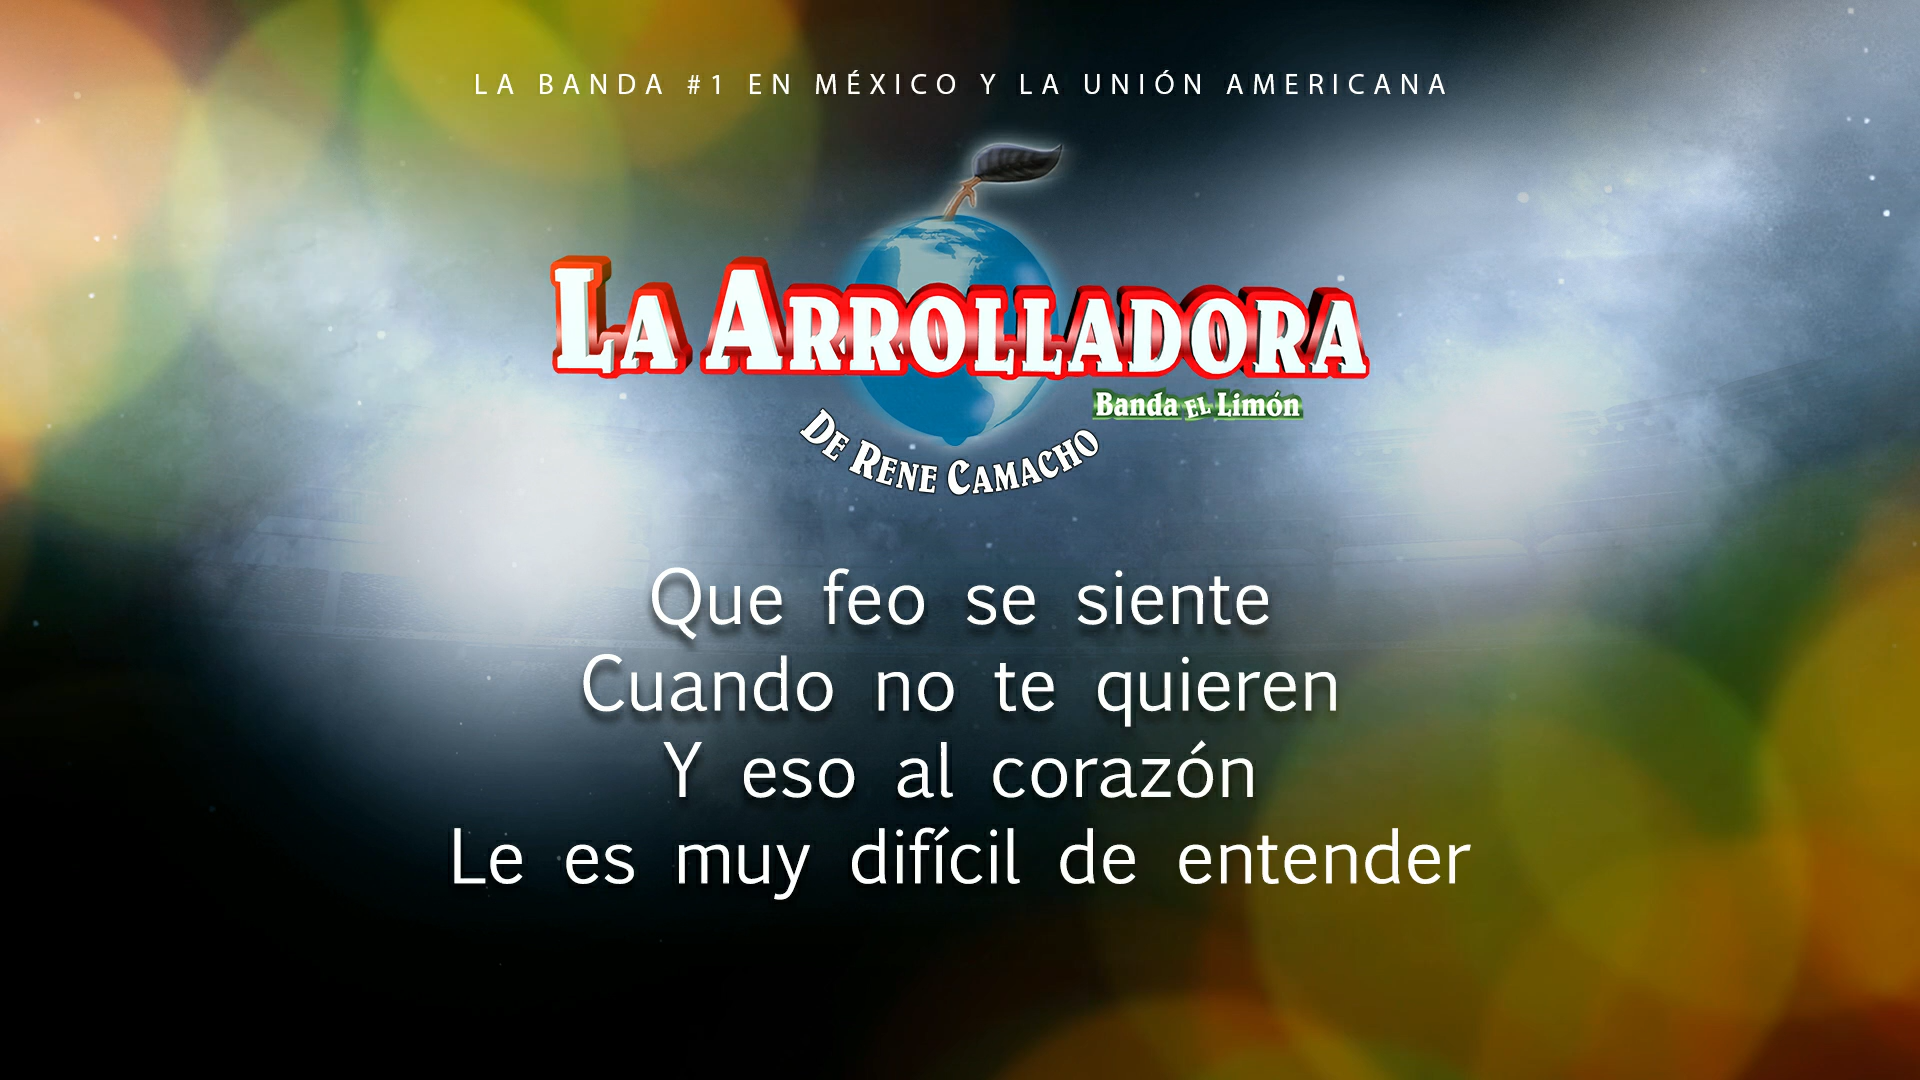 LA BANDA #1 EN MÉXICO Y LA UNIÓN AMERICANA
LA ARROLLADORA
Banda EL Limón
DE RENE CAMACHO
Que feo se siente
Cuando no te quieren
Y eso al corazón
Le es muy difícil de entender